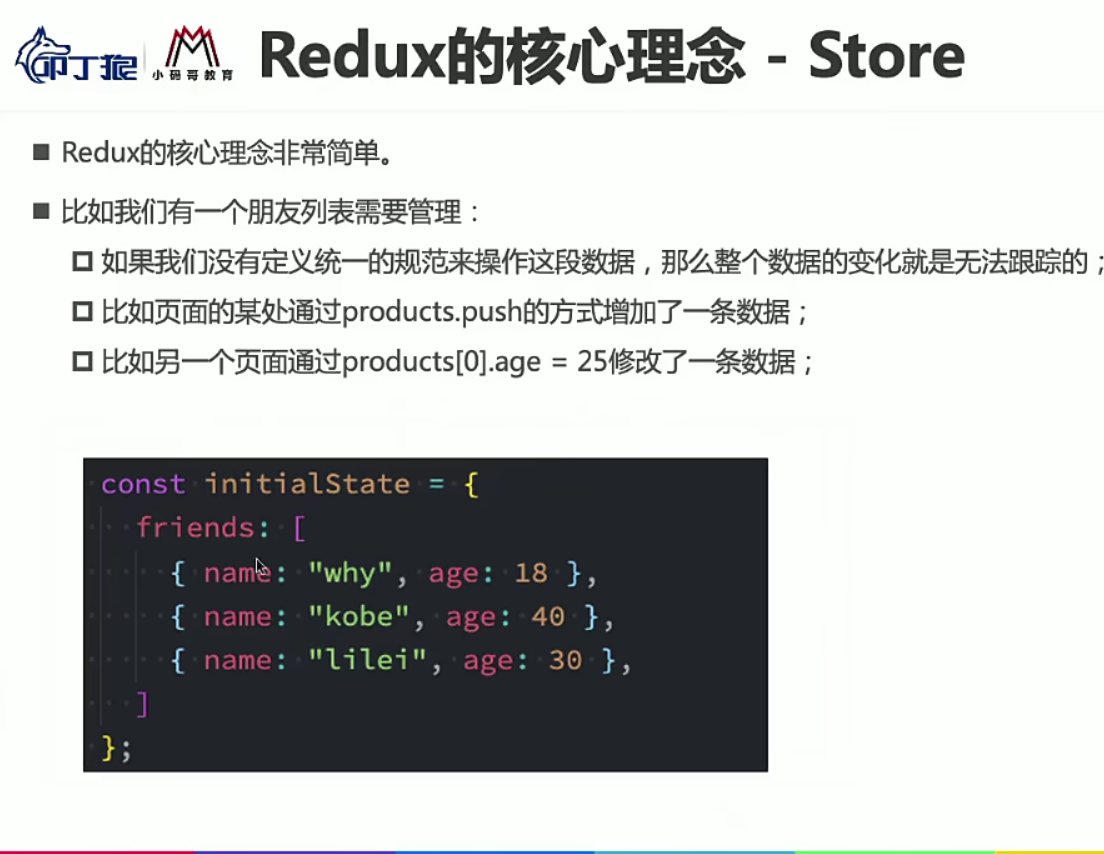 叩丁狼 小码哥教育 Redux的核心理念 - Store
Redux的核心理念非常简单。
比如我们有一个朋友列表需要管理：
如果我们没有定义统一的规范来操作这段数据，那么整个数据的变化就是无法跟踪的；
比如页面的某处通过products.push的方式增加了一条数据；
比如另一个页面通过products[0].age = 25修改了一条数据；
const initialState = {
friends: [
{ name: "why", age: 18 },
{ name: "kobe", age: 40 },
{ name: "lilei", age: 30 },
]
};